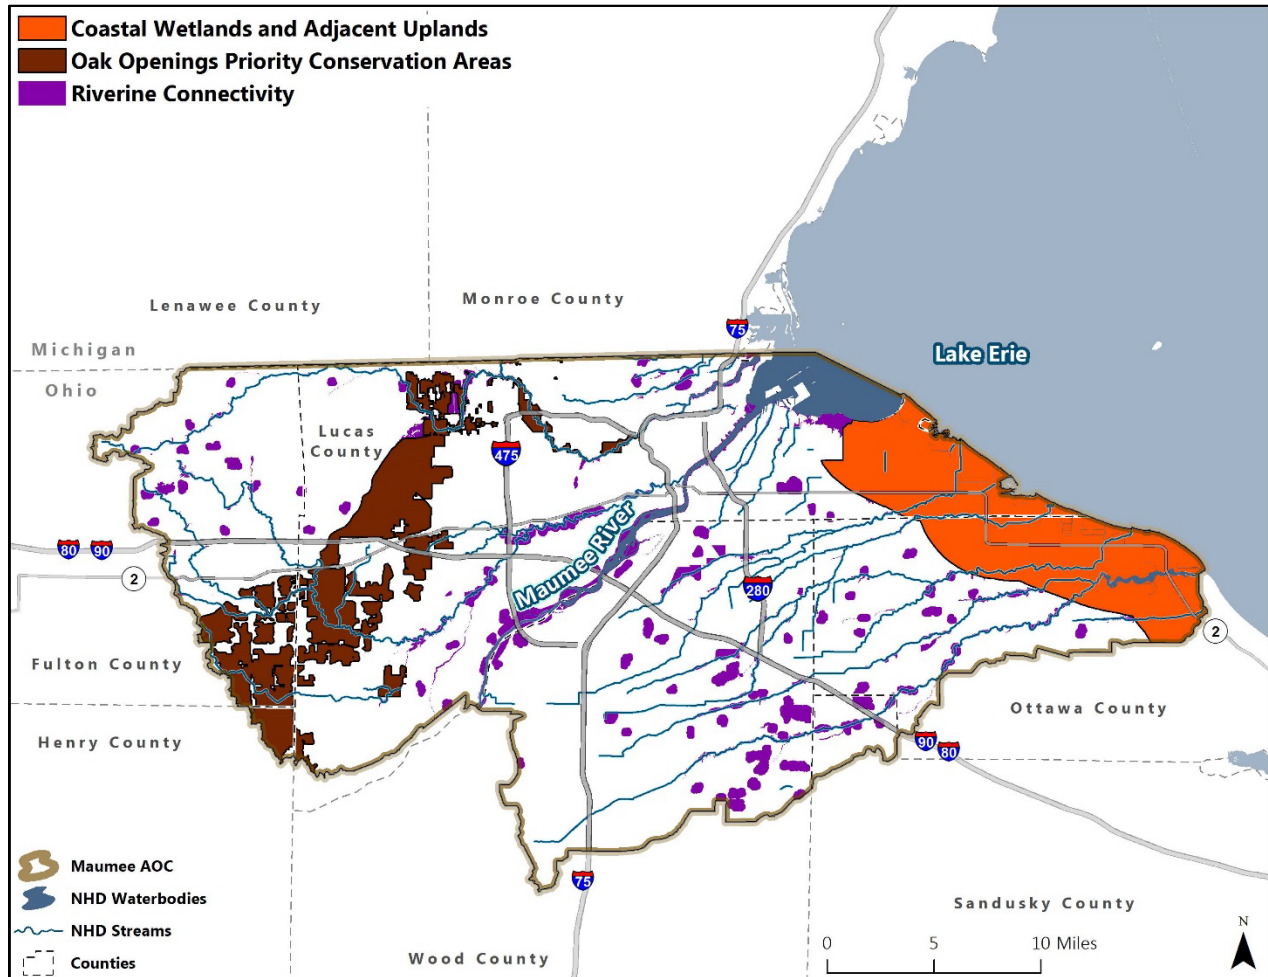 Coastal Wetlands and Adjacent Uplands
Oak Openings Priority Conservation Areas
Riverine Connectivity
Lenawee County
Monroe County
75
Michigan
Ohio
Lake Erie
Lucas
County
475
Maumee River
80 90
2
280
2
Fulton County
Ottawa County
Henry County
90
80
Maumee AOC
NHD Waterbodies
75
NHD Streams
Sandusky County
Counties
Wood County
0 5 10 Miles
N